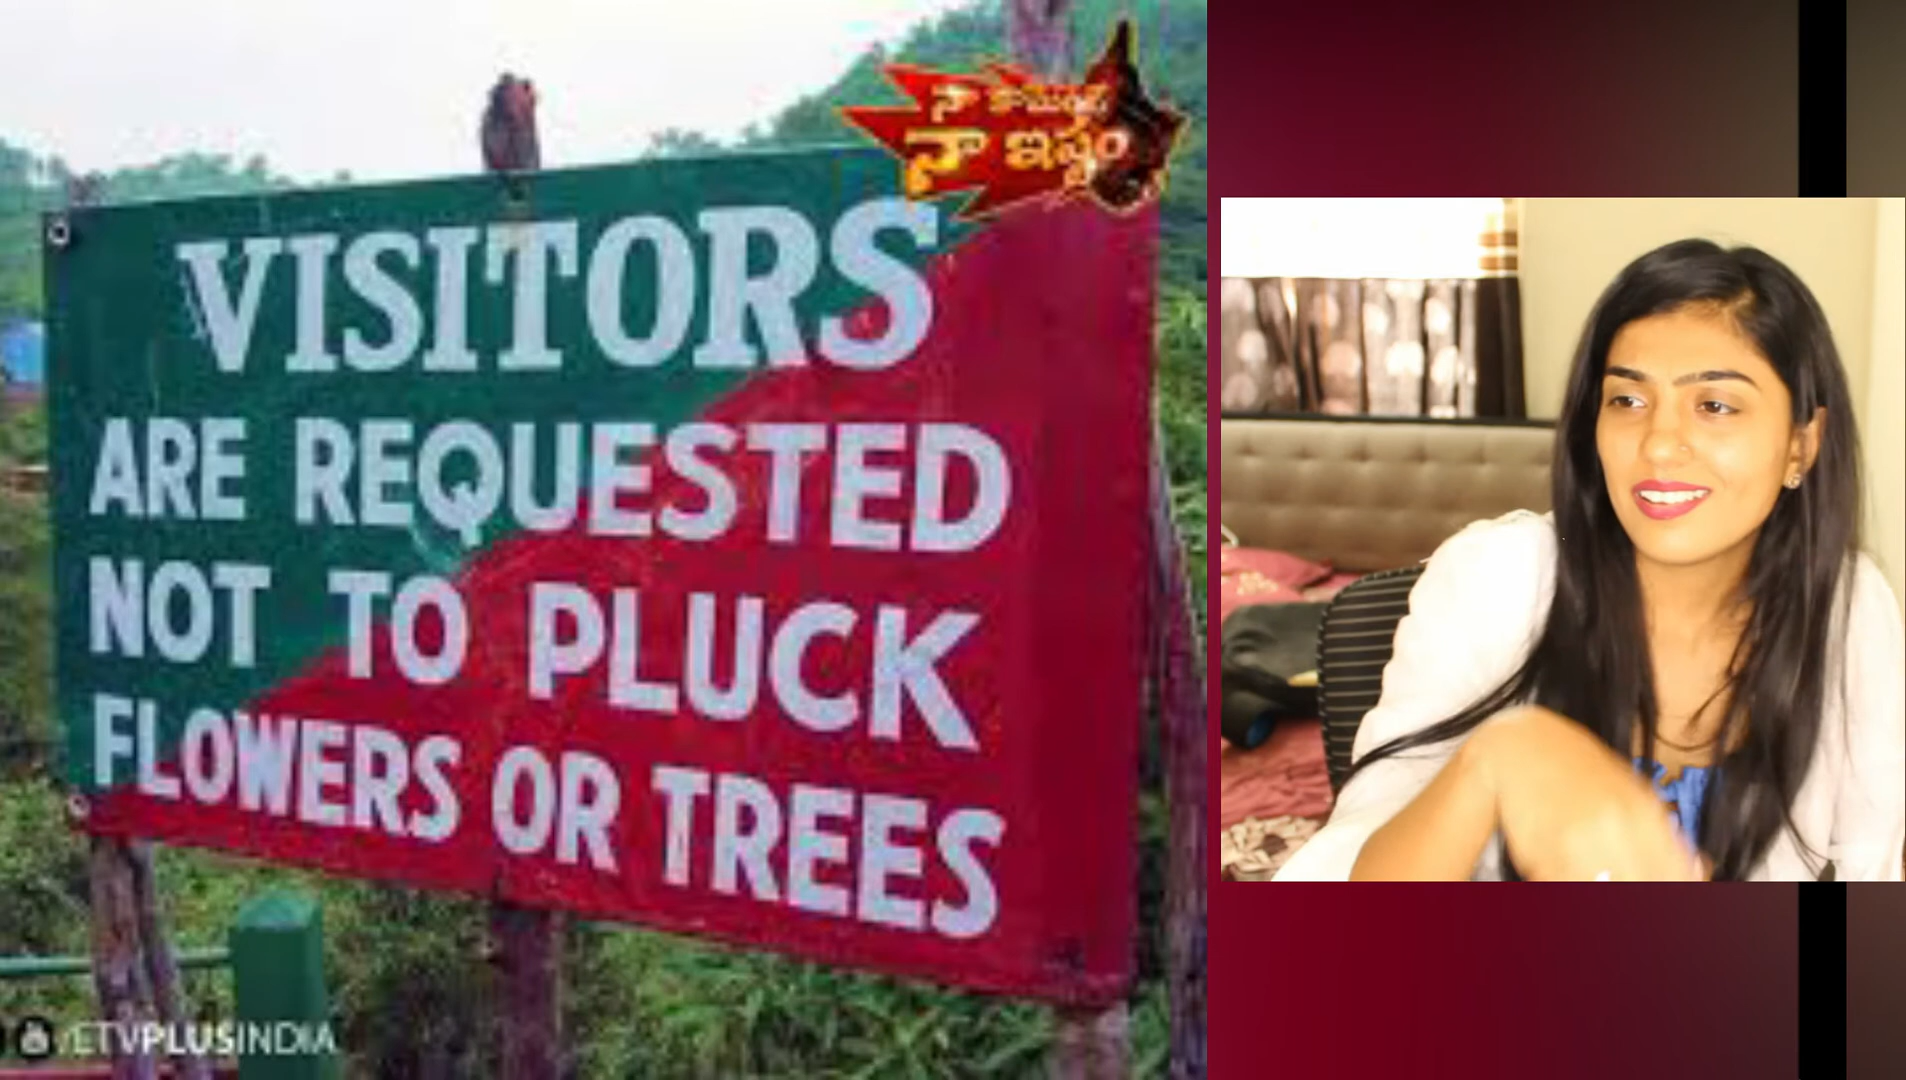 నా కామెంట్
నా ఇష్టం
VISITORS
ARE REQUESTED
NOT TO PLUCK
FLOWERS OR TREES
/ETVPLUSINDIA